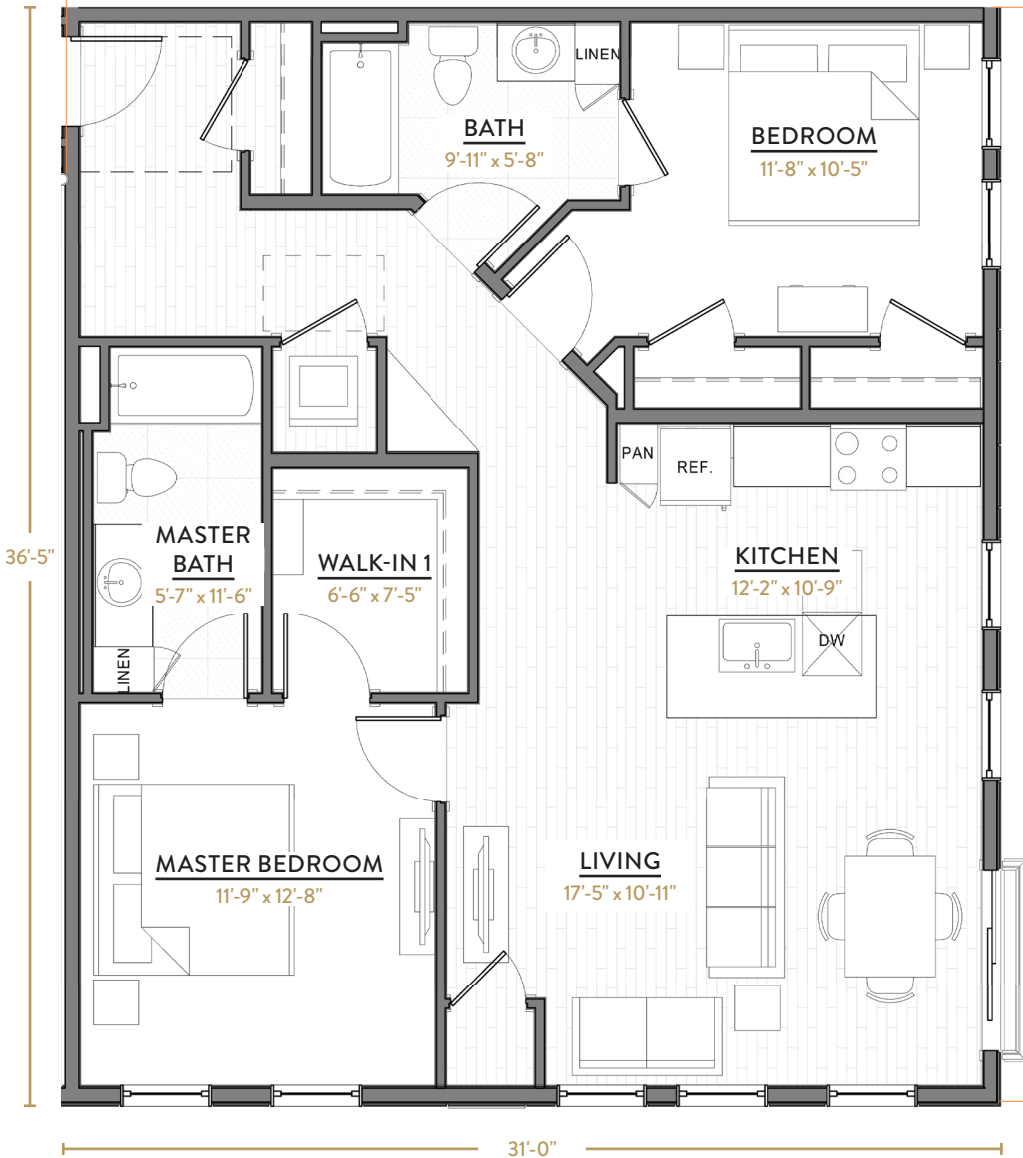 LINEN
BATH
9'-11" x 5'-8"
BEDROOM
11'-8" x 10'-5"
PAN
REF.
MASTER
BATH
5'-7" x 11'-6"
WALK-IN 1
6'-6" x 7'-5"
KITCHEN
12'-2" x 10'-9"
36'-5"
DW
LINEN
MASTER BEDROOM
11'-9" x 12'-8"
LIVING
17'-5" x 10'-11"
31'-0"